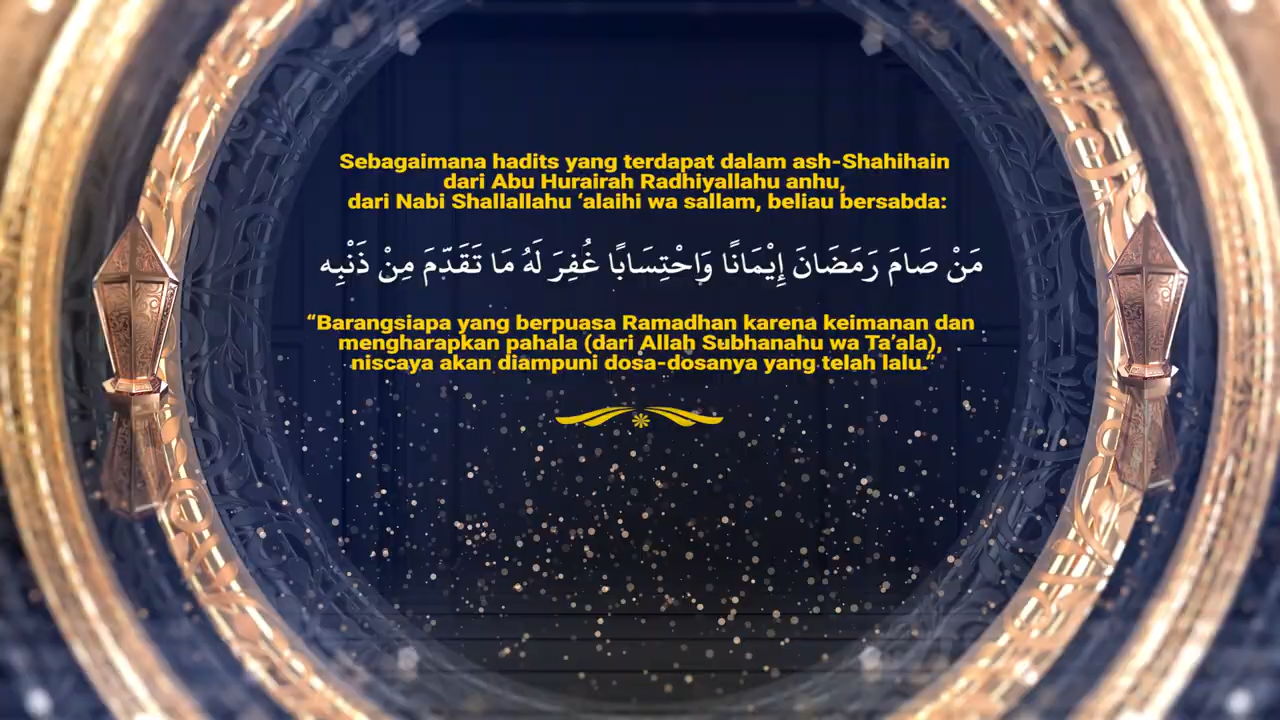 Sebagaimana hadits yang terdapat dalam ash-Shahihain
dari Abu Hurairah Radhiyallahu anhu,
dari Nabi Shallallahu ‘alaihi wa sallam, beliau bersabda:
مَنْ صَامَ رَمَضَانَ إِيْمَانًا وَاحْتِسَابًا غُفِرَ لَهُ مَا تَقَدّمَ مِنْ ذَنْبِه
“Barangsiapa yang berpuasa Ramadhan karena keimanan dan
mengharapkan pahala (dari Allah Subhanahu wa Ta’ala),
niscaya akan diampuni dosa-dosanya yang telah lalu.”